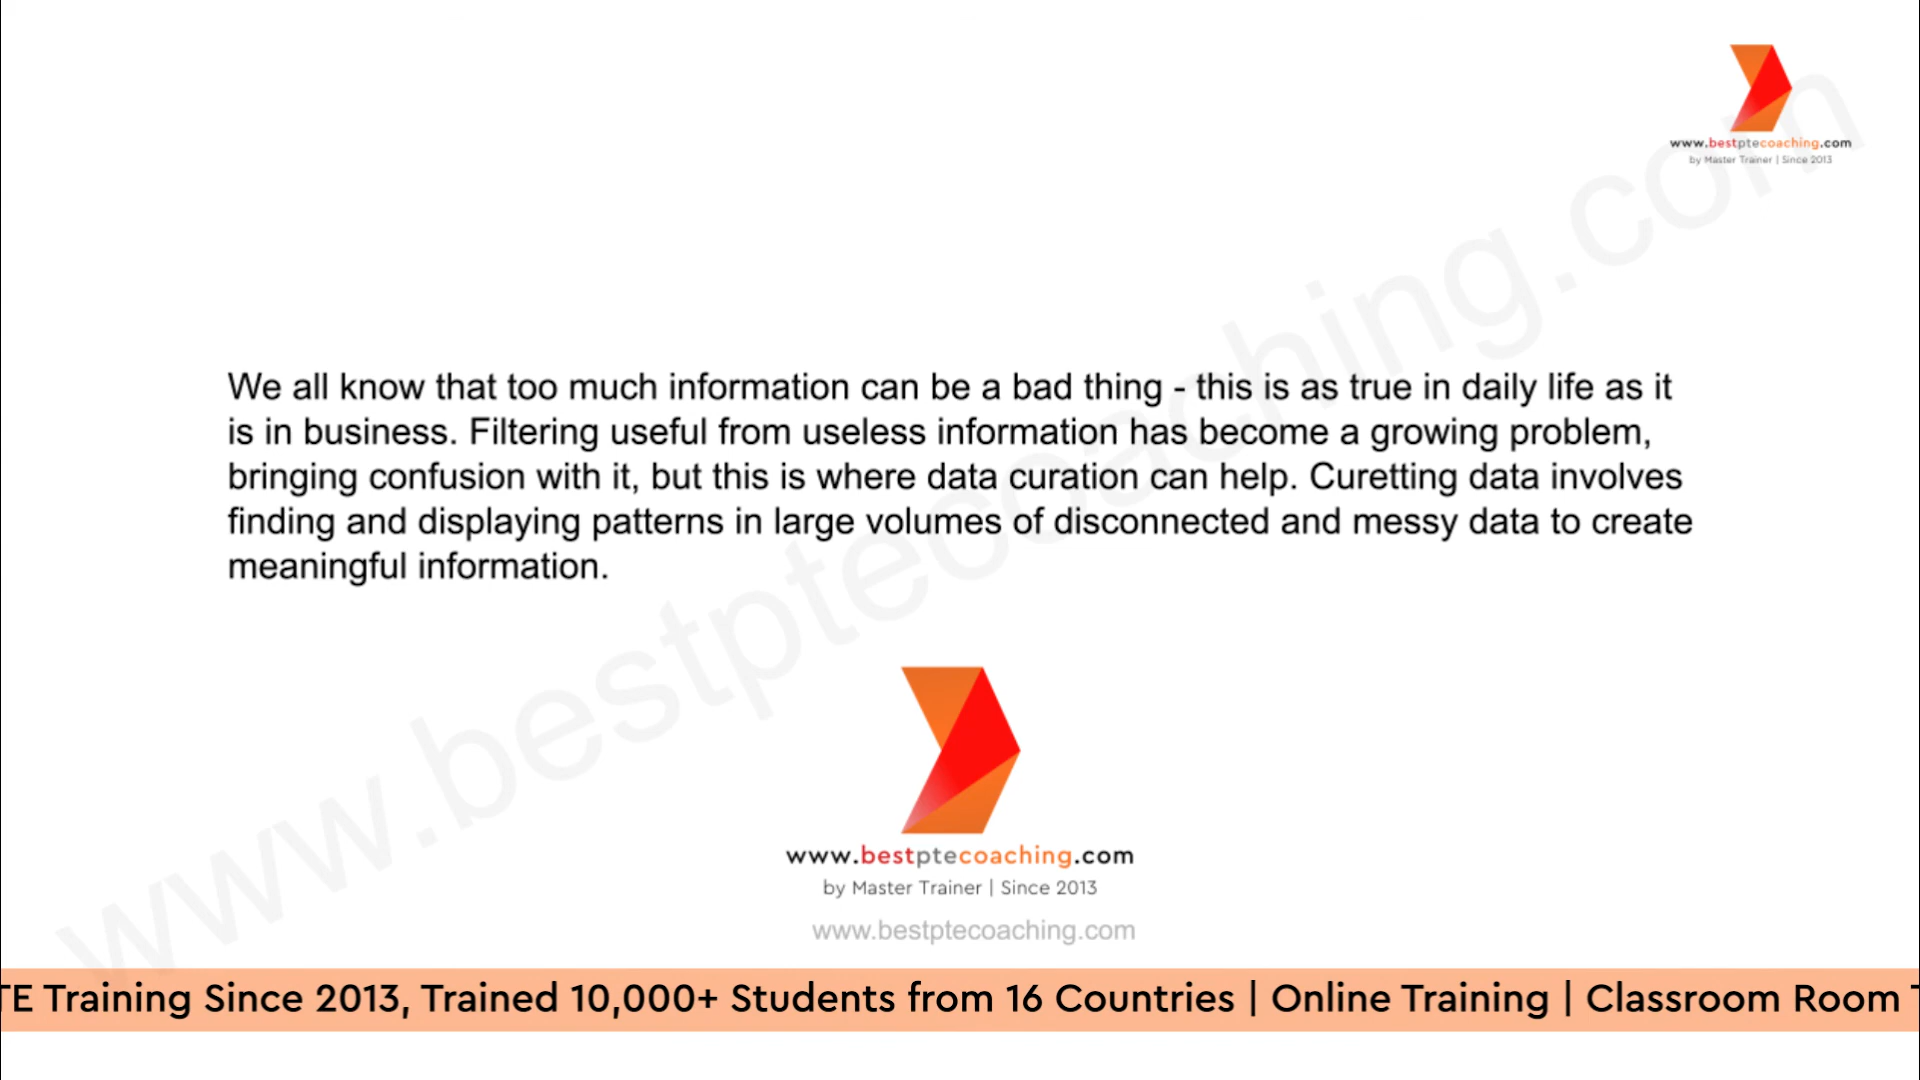 www.bestptecoaching.com
by Master Trainer | Since 2013
We all know that too much information can be a bad thing - this is as true in daily life as it
is in business. Filtering useful from useless information has become a growing problem,
bringing confusion with it, but this is where data curation can help. Curetting data involves
finding and displaying patterns in large volumes of disconnected and messy data to create
meaningful information.
www.bestptecoaching.com
www.bestptecoaching.com
by Master Trainer | Since 2013
www.bestptecoaching.com
TE Training Since 2013, Trained 10,000+ Students from 16 Countries | Online Training | Classroom Room T